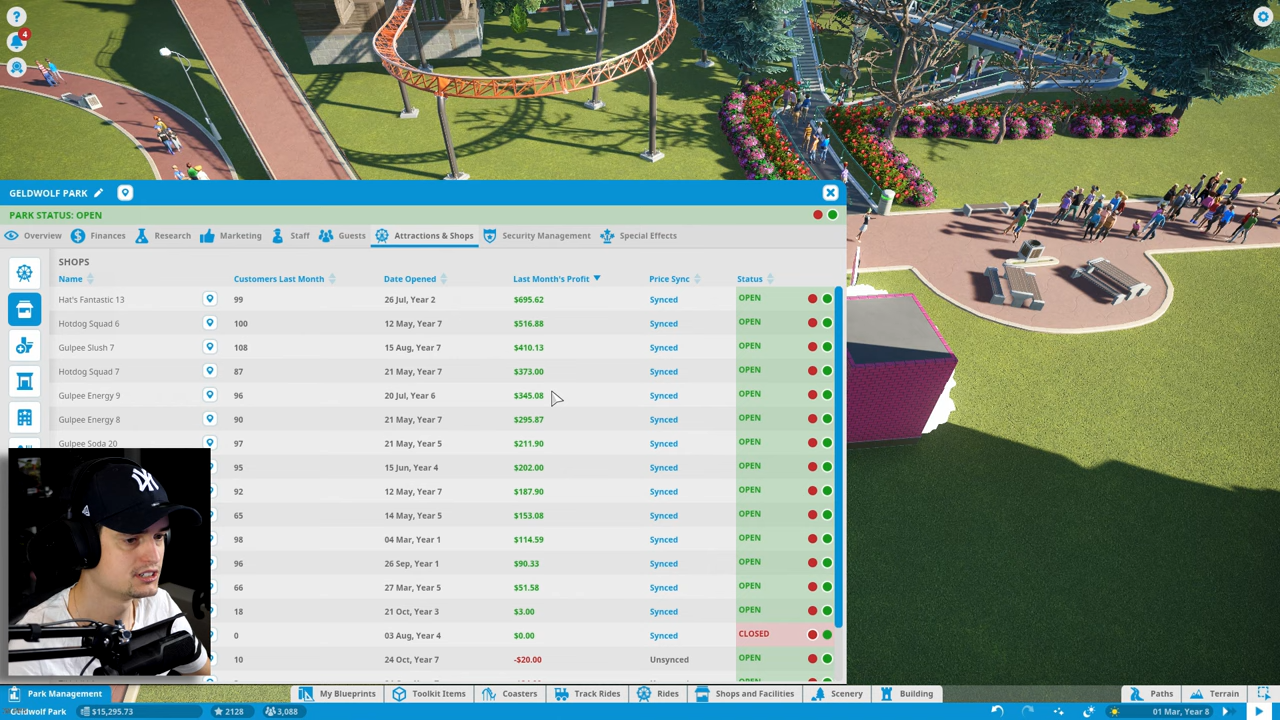 4
GELDWOLF PARK
PARK STATUS: OPEN
Overview Finances Research Marketing Staff Guests Attractions & Shops Security Management Special Effects
SHOPS
Name Customers Last Month Date Opened Last Month's Profit Price Sync Status
Hat's Fantastic 13 99 26 Jul, Year 2 $695.62 Synced OPEN
Hotdog Squad 6 100 12 May, Year 7 $516.88 Synced OPEN
Gulpee Slush 7 108 15 Aug, Year 7 $410.13 Synced OPEN
Hotdog Squad 7 87 21 May, Year 7 $373.00 Synced OPEN
Gulpee Energy 9 96 20 Jul, Year 6 $345.08 Synced OPEN
Gulpee Energy 8 90 21 May, Year 7 $295.87 Synced OPEN
Gulpee Soda 20 97 21 May, Year 5 $211.90 Synced OPEN
95 15 Jun, Year 4 $202.00 Synced OPEN
92 12 May, Year 7 $187.90 Synced OPEN
65 14 May, Year 5 $153.08 Synced OPEN
98 04 Mar, Year 1 $114.59 Synced OPEN
96 26 Sep, Year 1 $90.33 Synced OPEN
66 27 Mar, Year 5 $51.58 Synced OPEN
18 21 Oct, Year 3 $3.00 Synced OPEN
0 03 Aug, Year 4 $0.00 Synced CLOSED
10 24 Oct, Year 7 -$20.00 Unsynced OPEN
Park Management My Blueprints Toolkit Items Coasters Track Rides Rides Shops and Facilities Scenery Building Paths Terrain
Geldwolf Park $15,295.73 2128 3,088 01 Mar, Year 8